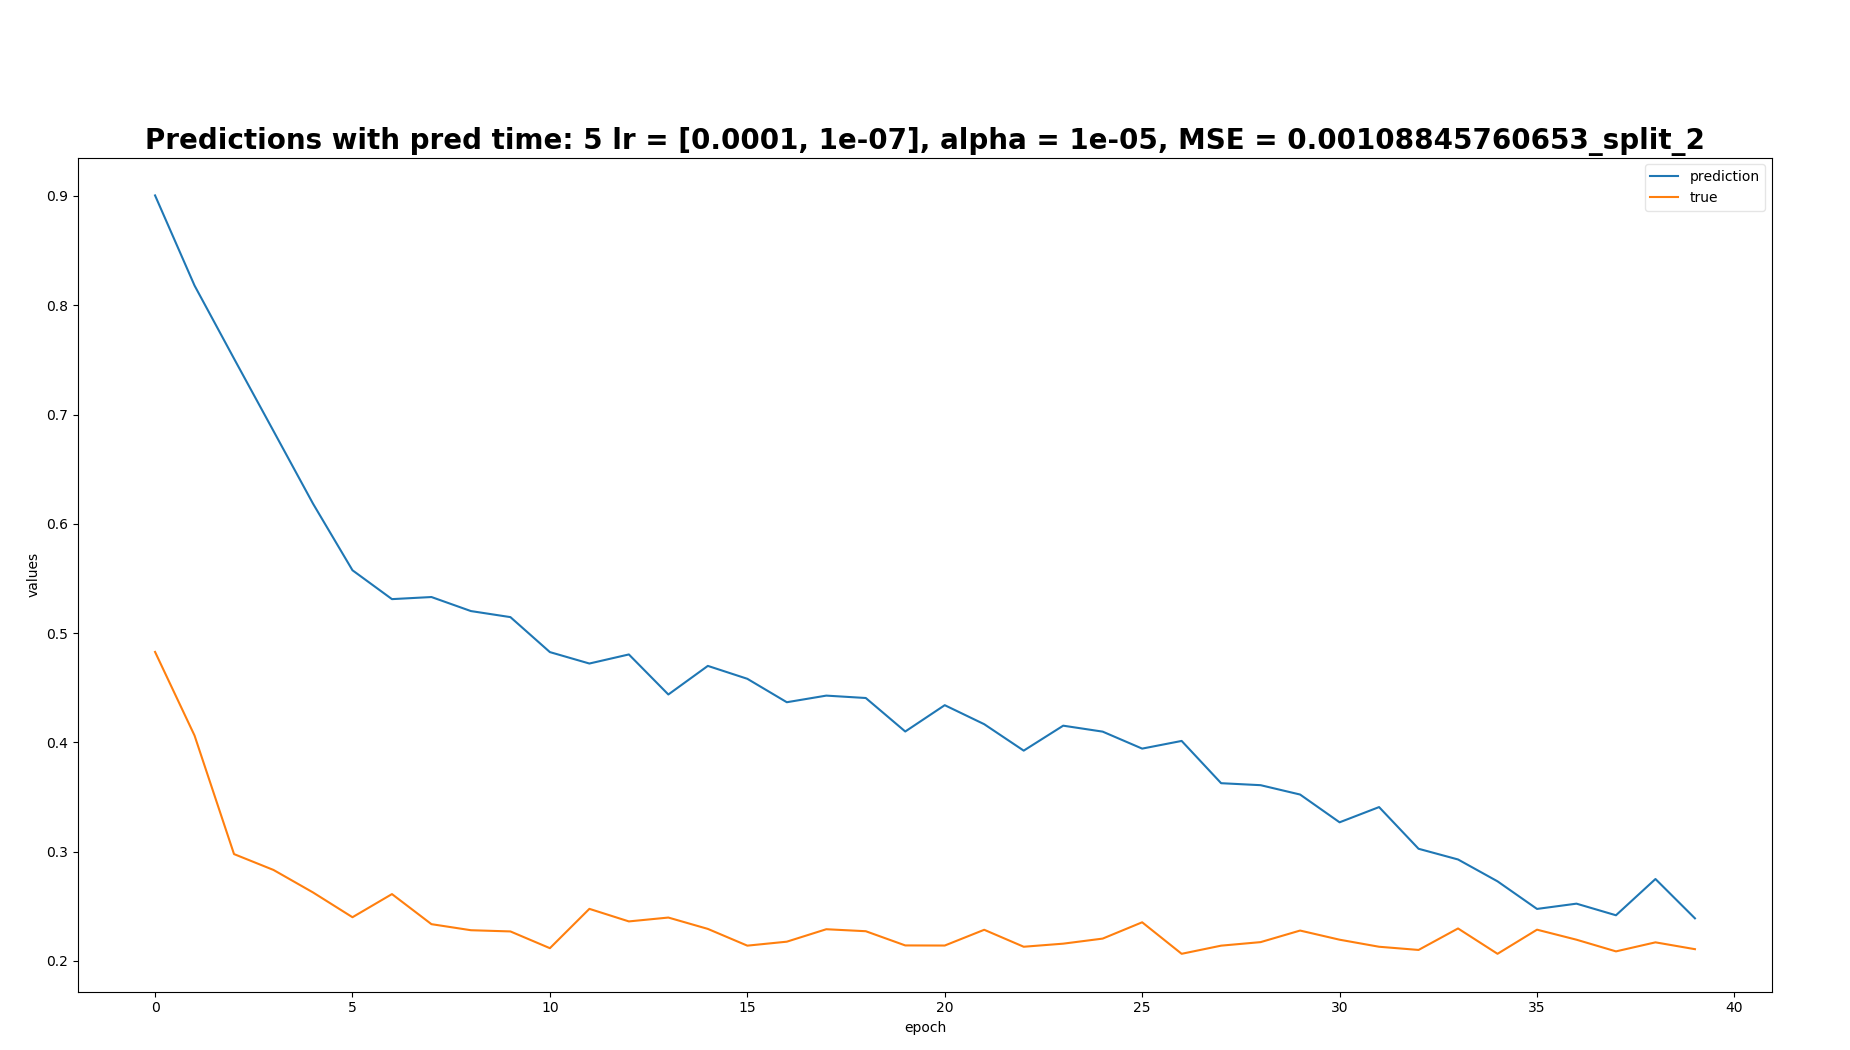 Predictions with pred time: 5 lr = [0.0001, 1e-07], alpha = 1e-05, MSE = 0.00108845760653_split_2
prediction
true
0.9
0.8
0.7
0.6
0.5
0.4
0.3
0.2
values
0 5 10 15 20 25 30 35 40
epoch